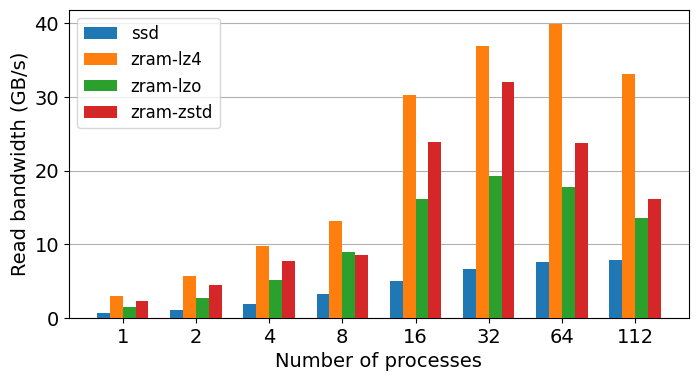 Read bandwidth (GB/s)
40
30
20
10
0
ssd
zram-lz4
zram-lzo
zram-zstd
1 2 4 8 16 32 64 112
Number of processes